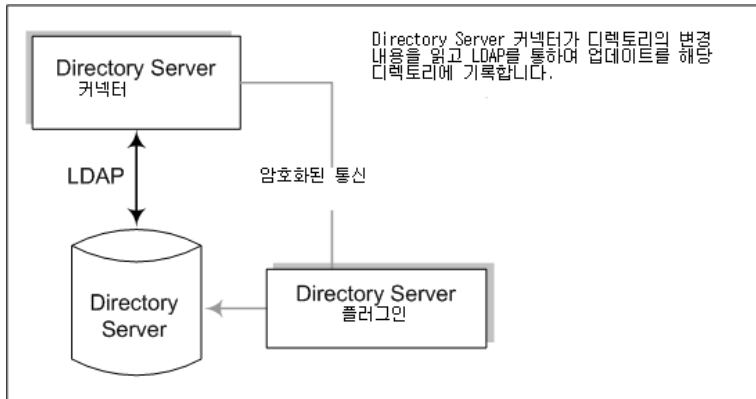 Directory Server
커넥터
Directory Server 커넥터가 디렉토리의 변경
내용을 읽고 LDAP를 통하여 업데이트를 해당
디렉토리에 기록합니다.
LDAP
암호화된 통신
Directory
Server
Directory Server
플러그인